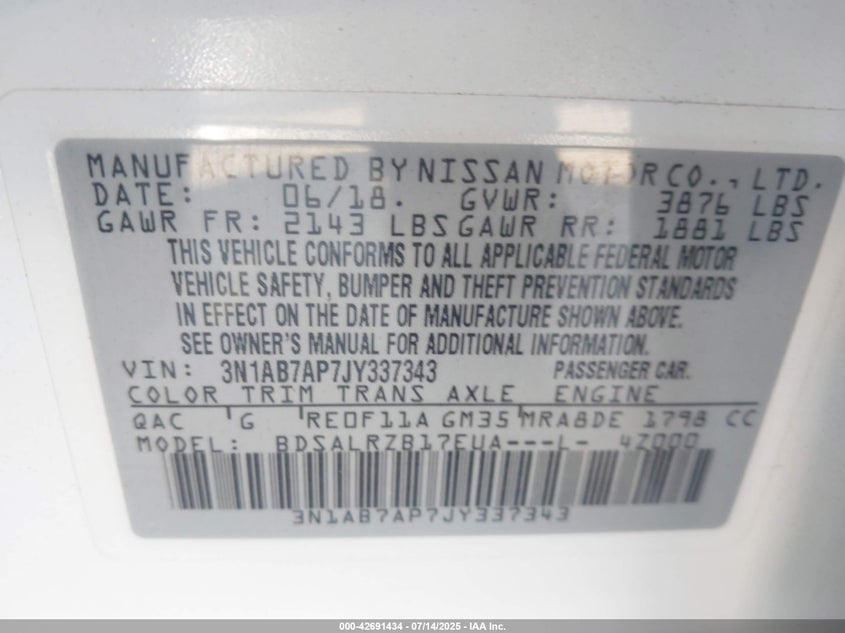 MANUFACTURED BY NISSAN MOTOR CO., LTD.
DATE: 06/18. GVWR: 3876 LBS
GAWR FR: 2143 LBS GAWR RR: 1881 LBS
THIS VEHICLE CONFORMS TO ALL APPLICABLE FEDERAL MOTOR
VEHICLE SAFETY, BUMPER AND THEFT PREVENTION STANDARDS
IN EFFECT ON THE DATE OF MANUFACTURE SHOWN ABOVE.
SEE OWNER'S MANUAL FOR ADDITIONAL INFORMATION.
VIN: 3N1AB7AP7JY337343 PASSENGER CAR.
COLOR TRIM TRANS AXLE ENGINE
QAC G RE0F11A GM35 MRA8DE 1798 CC
MODEL: BDSALRZB17EUA---L- 4Z000
3N1AB7AP7JY337343
000-42691434 / 07/14/2025 - IAA Inc.